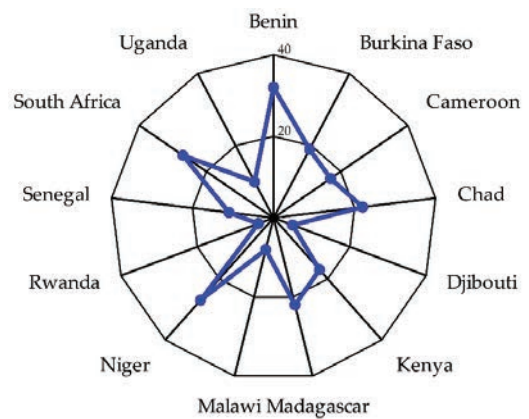 Benin
40
Uganda
Burkina Faso
South Africa
Cameroon
20
Senegal
Chad
Rwanda
Djibouti
Niger
Kenya
Malawi Madagascar